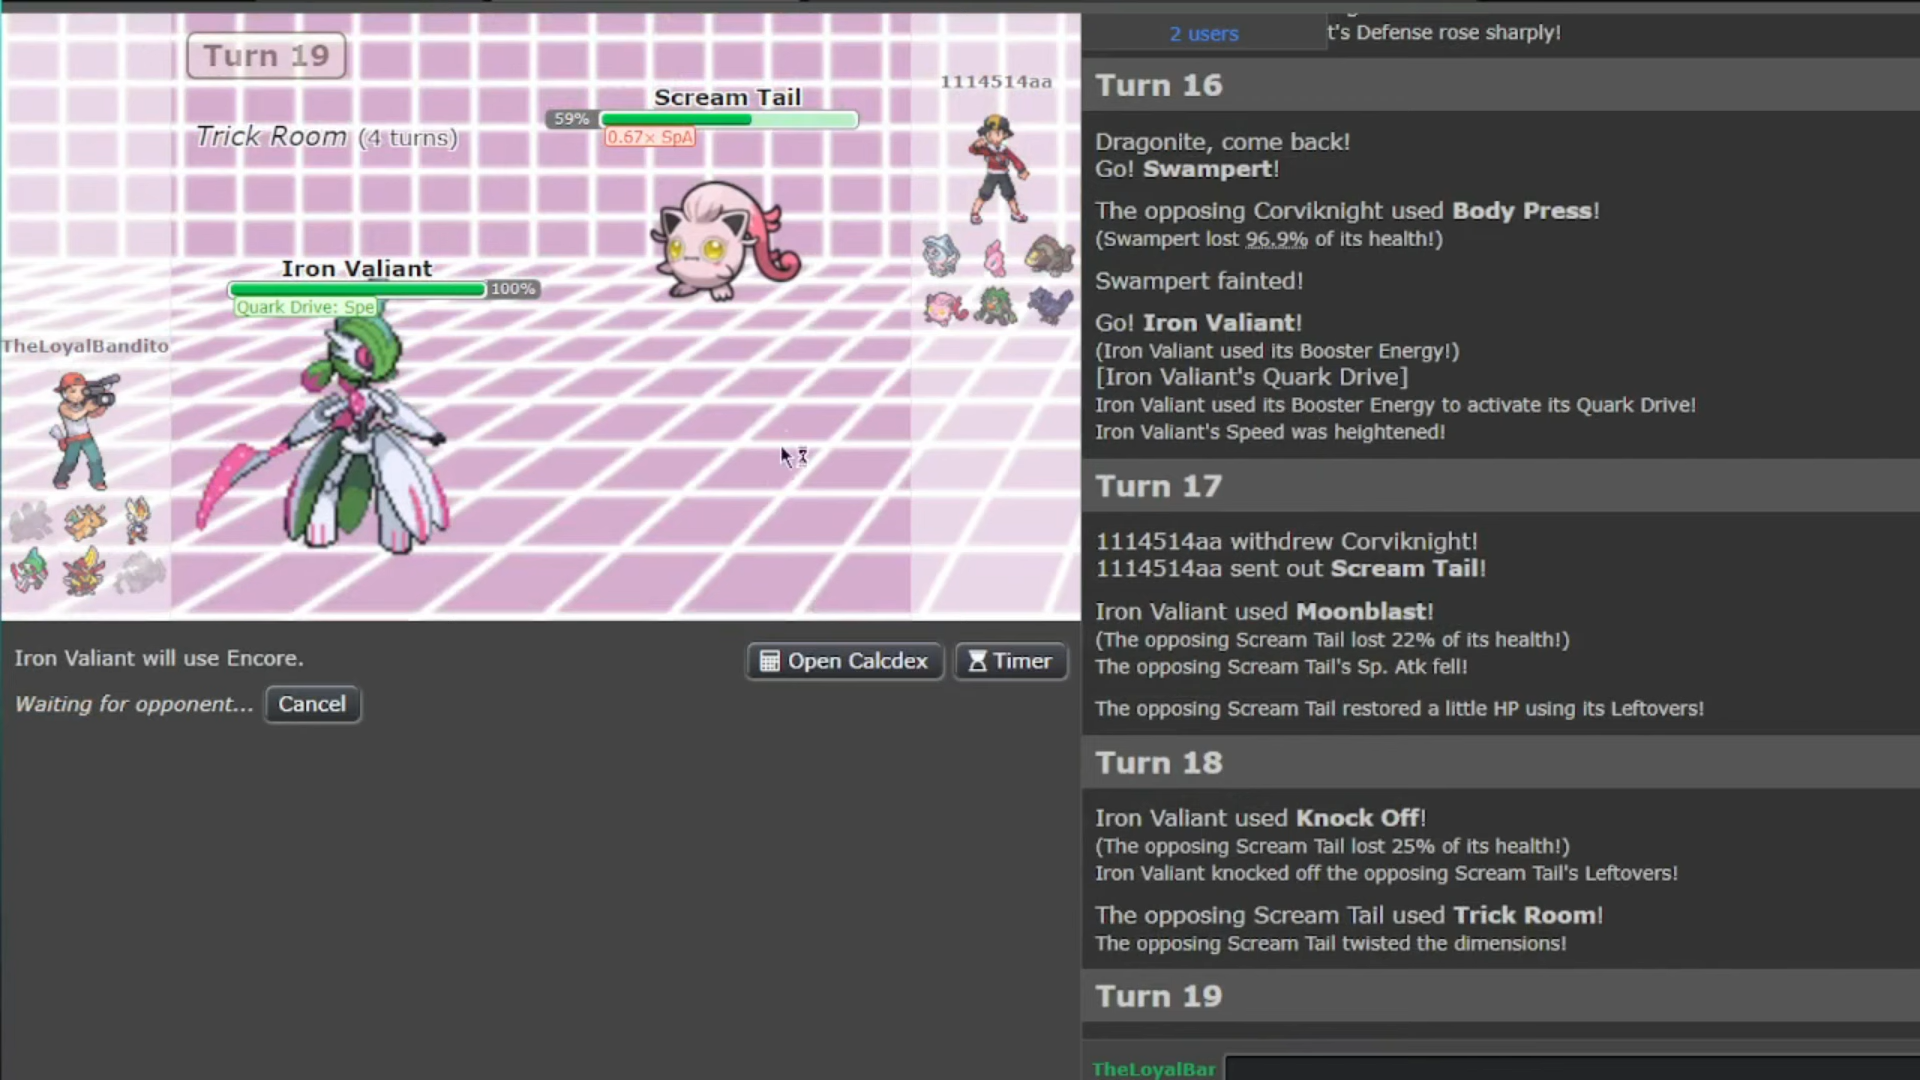 Turn 19
Trick Room (4 turns)
Scream Tail
59%
0.67× SpA
1114514aa
Iron Valiant
100%
Quark Drive: Spe
TheLoyalBandito
Iron Valiant will use Encore.
Waiting for opponent... Cancel
Open Calcdex
Timer
2 users
t's Defense rose sharply!
Turn 16
Dragonite, come back!
Go! Swampert!
The opposing Corviknight used Body Press!
(Swampert lost 96.9% of its health!)
Swampert fainted!
Go! Iron Valiant!
(Iron Valiant used its Booster Energy!)
[Iron Valiant's Quark Drive]
Iron Valiant used its Booster Energy to activate its Quark Drive!
Iron Valiant's Speed was heightened!
Turn 17
1114514aa withdrew Corviknight!
1114514aa sent out Scream Tail!
Iron Valiant used Moonblast!
(The opposing Scream Tail lost 22% of its health!)
The opposing Scream Tail's Sp. Atk fell!
The opposing Scream Tail restored a little HP using its Leftovers!
Turn 18
Iron Valiant used Knock Off!
(The opposing Scream Tail lost 25% of its health!)
Iron Valiant knocked off the opposing Scream Tail's Leftovers!
The opposing Scream Tail used Trick Room!
The opposing Scream Tail twisted the dimensions!
Turn 19
TheLoyalBar